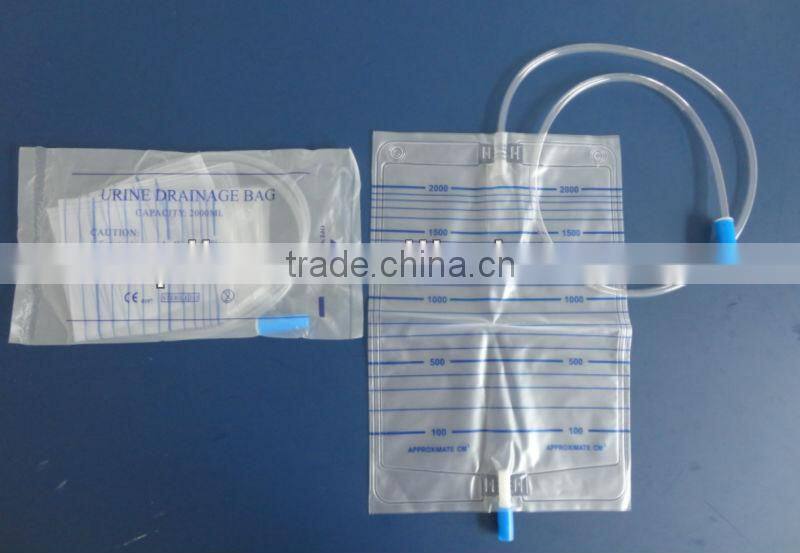 URINE DRAINAGE BAG
CAPACITY: 2000ML
CAUTION:
CE
STERILE
trade.china.cn
H S H
2000 2000
1500 1500
1000 1000
500 500
100 100
APPROXIMATE CM³ APPROXIMATE CM³
H S H